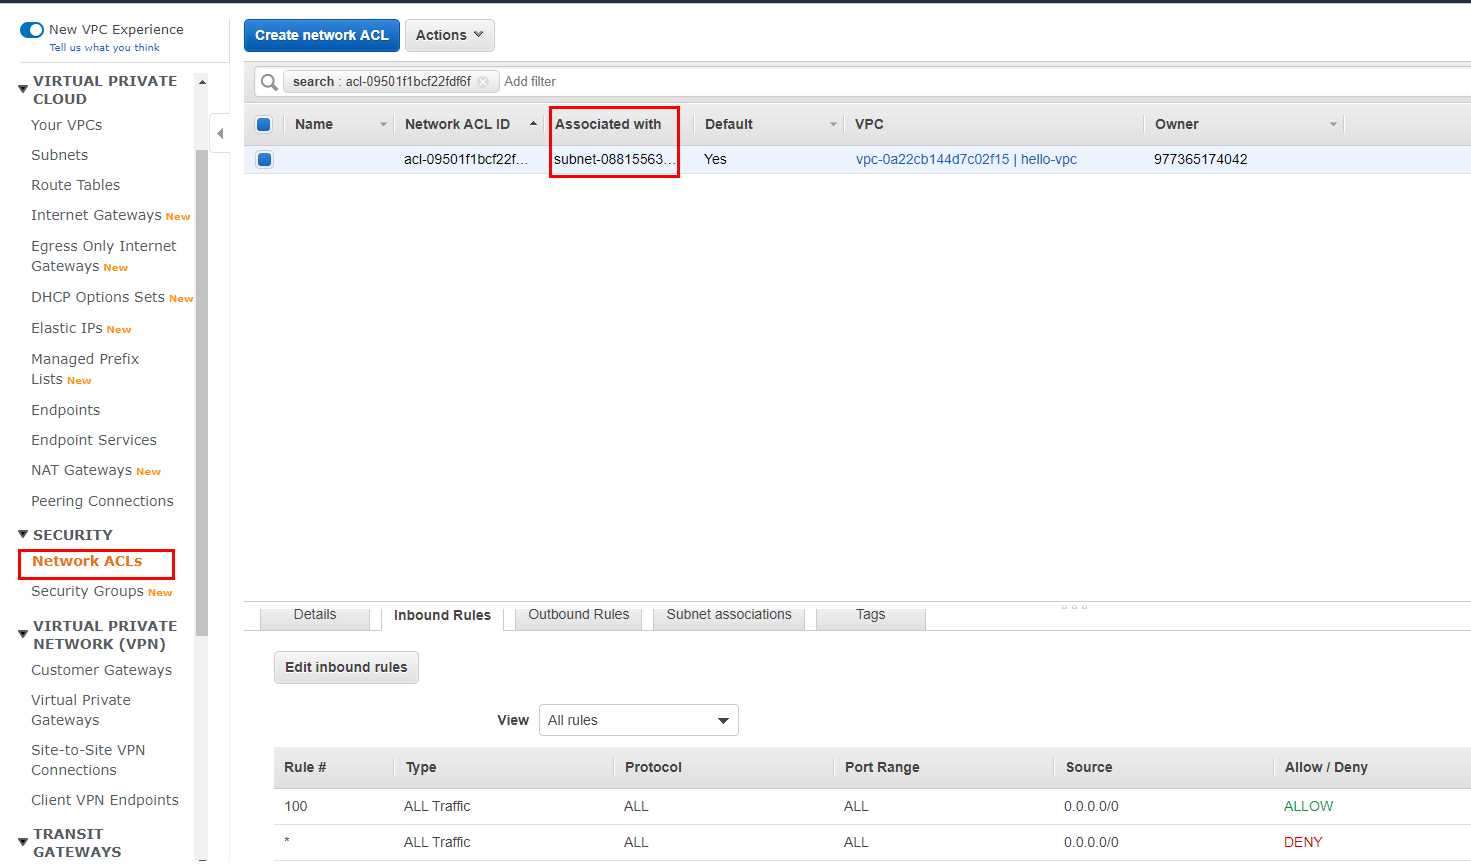 New VPC Experience
Tell us what you think
VIRTUAL PRIVATE
CLOUD
Your VPCs
Subnets
Route Tables
Internet Gateways New
Egress Only Internet
Gateways New
DHCP Options Sets New
Elastic IPs New
Managed Prefix
Lists New
Endpoints
Endpoint Services
NAT Gateways New
Peering Connections
SECURITY
Network ACLs
Security Groups New
VIRTUAL PRIVATE
NETWORK (VPN)
Customer Gateways
Virtual Private
Gateways
Site-to-Site VPN
Connections
Client VPN Endpoints
TRANSIT
GATEWAYS
Create network ACL Actions
search : acl-09501f1bcf22fdf6f Add filter
Name Network ACL ID Associated with Default VPC Owner
acl-09501f1bcf22f... subnet-08815563... Yes vpc-0a22cb144d7c02f15 | hello-vpc 977365174042
Details Inbound Rules Outbound Rules Subnet associations Tags
Edit inbound rules
View All rules
Rule # Type Protocol Port Range Source Allow / Deny
100 ALL Traffic ALL ALL 0.0.0.0/0 ALLOW
* ALL Traffic ALL ALL 0.0.0.0/0 DENY